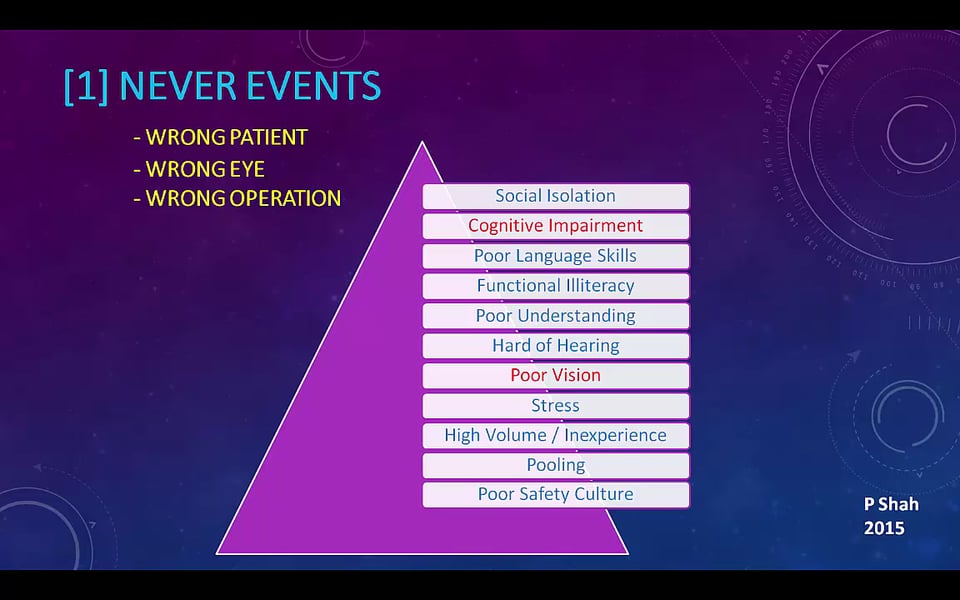 [1] NEVER EVENTS
- WRONG PATIENT
- WRONG EYE
- WRONG OPERATION
Social Isolation
Cognitive Impairment
Poor Language Skills
Functional Illiteracy
Poor Understanding
Hard of Hearing
Poor Vision
Stress
High Volume / Inexperience
Pooling
Poor Safety Culture
P Shah
2015